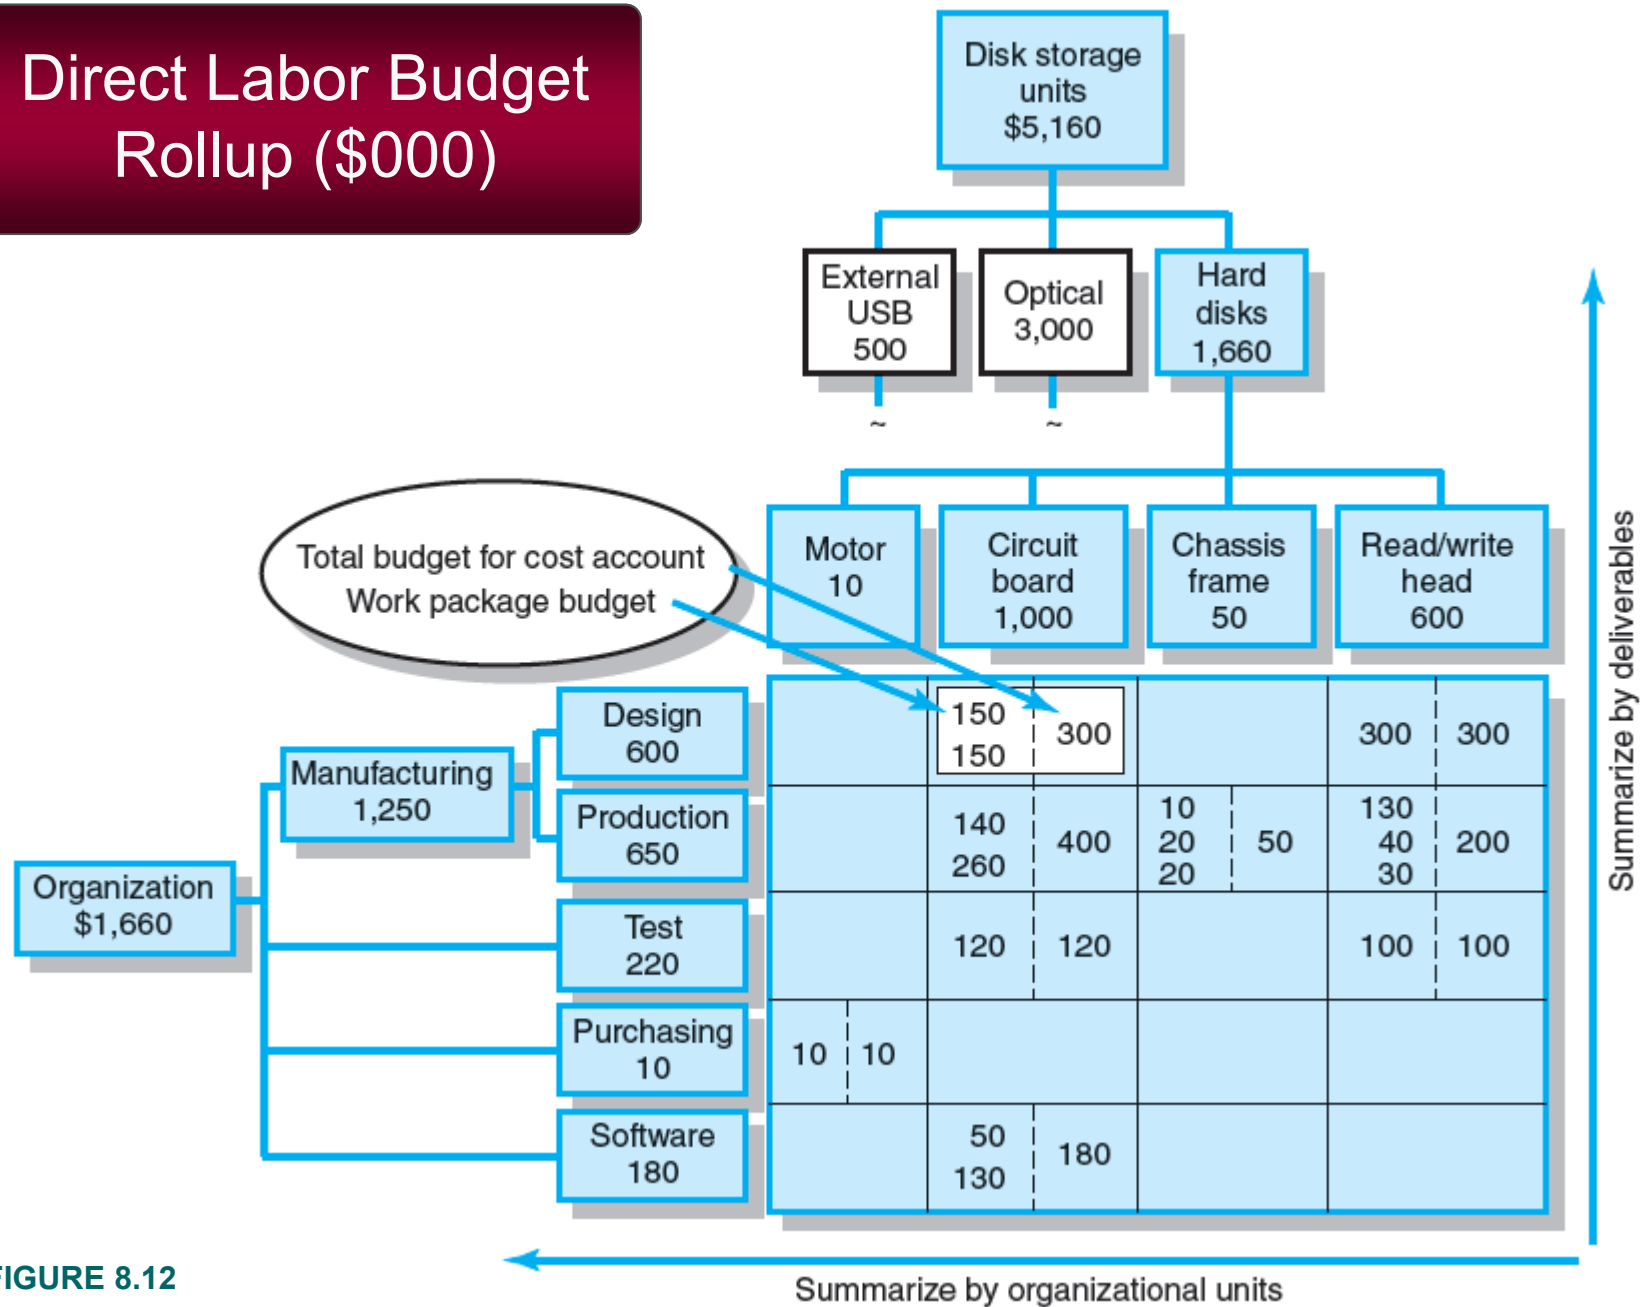 Direct Labor Budget
Rollup ($000)
Disk storage
units
$5,160
External
USB
500
Optical
3,000
Hard
disks
1,660
~
~
Total budget for cost account
Work package budget
Motor
10
Circuit
board
1,000
Chassis
frame
50
Read/write
head
600
Summarize by deliverables
Organization
$1,660
Manufacturing
1,250
Design
600
150
150
300
300
300
Production
650
140
260
400
10
20
20
50
130
40
30
200
Test
220
120
120
100
100
Purchasing
10
10
10
Software
180
50
130
180
Summarize by organizational units
FIGURE 8.12